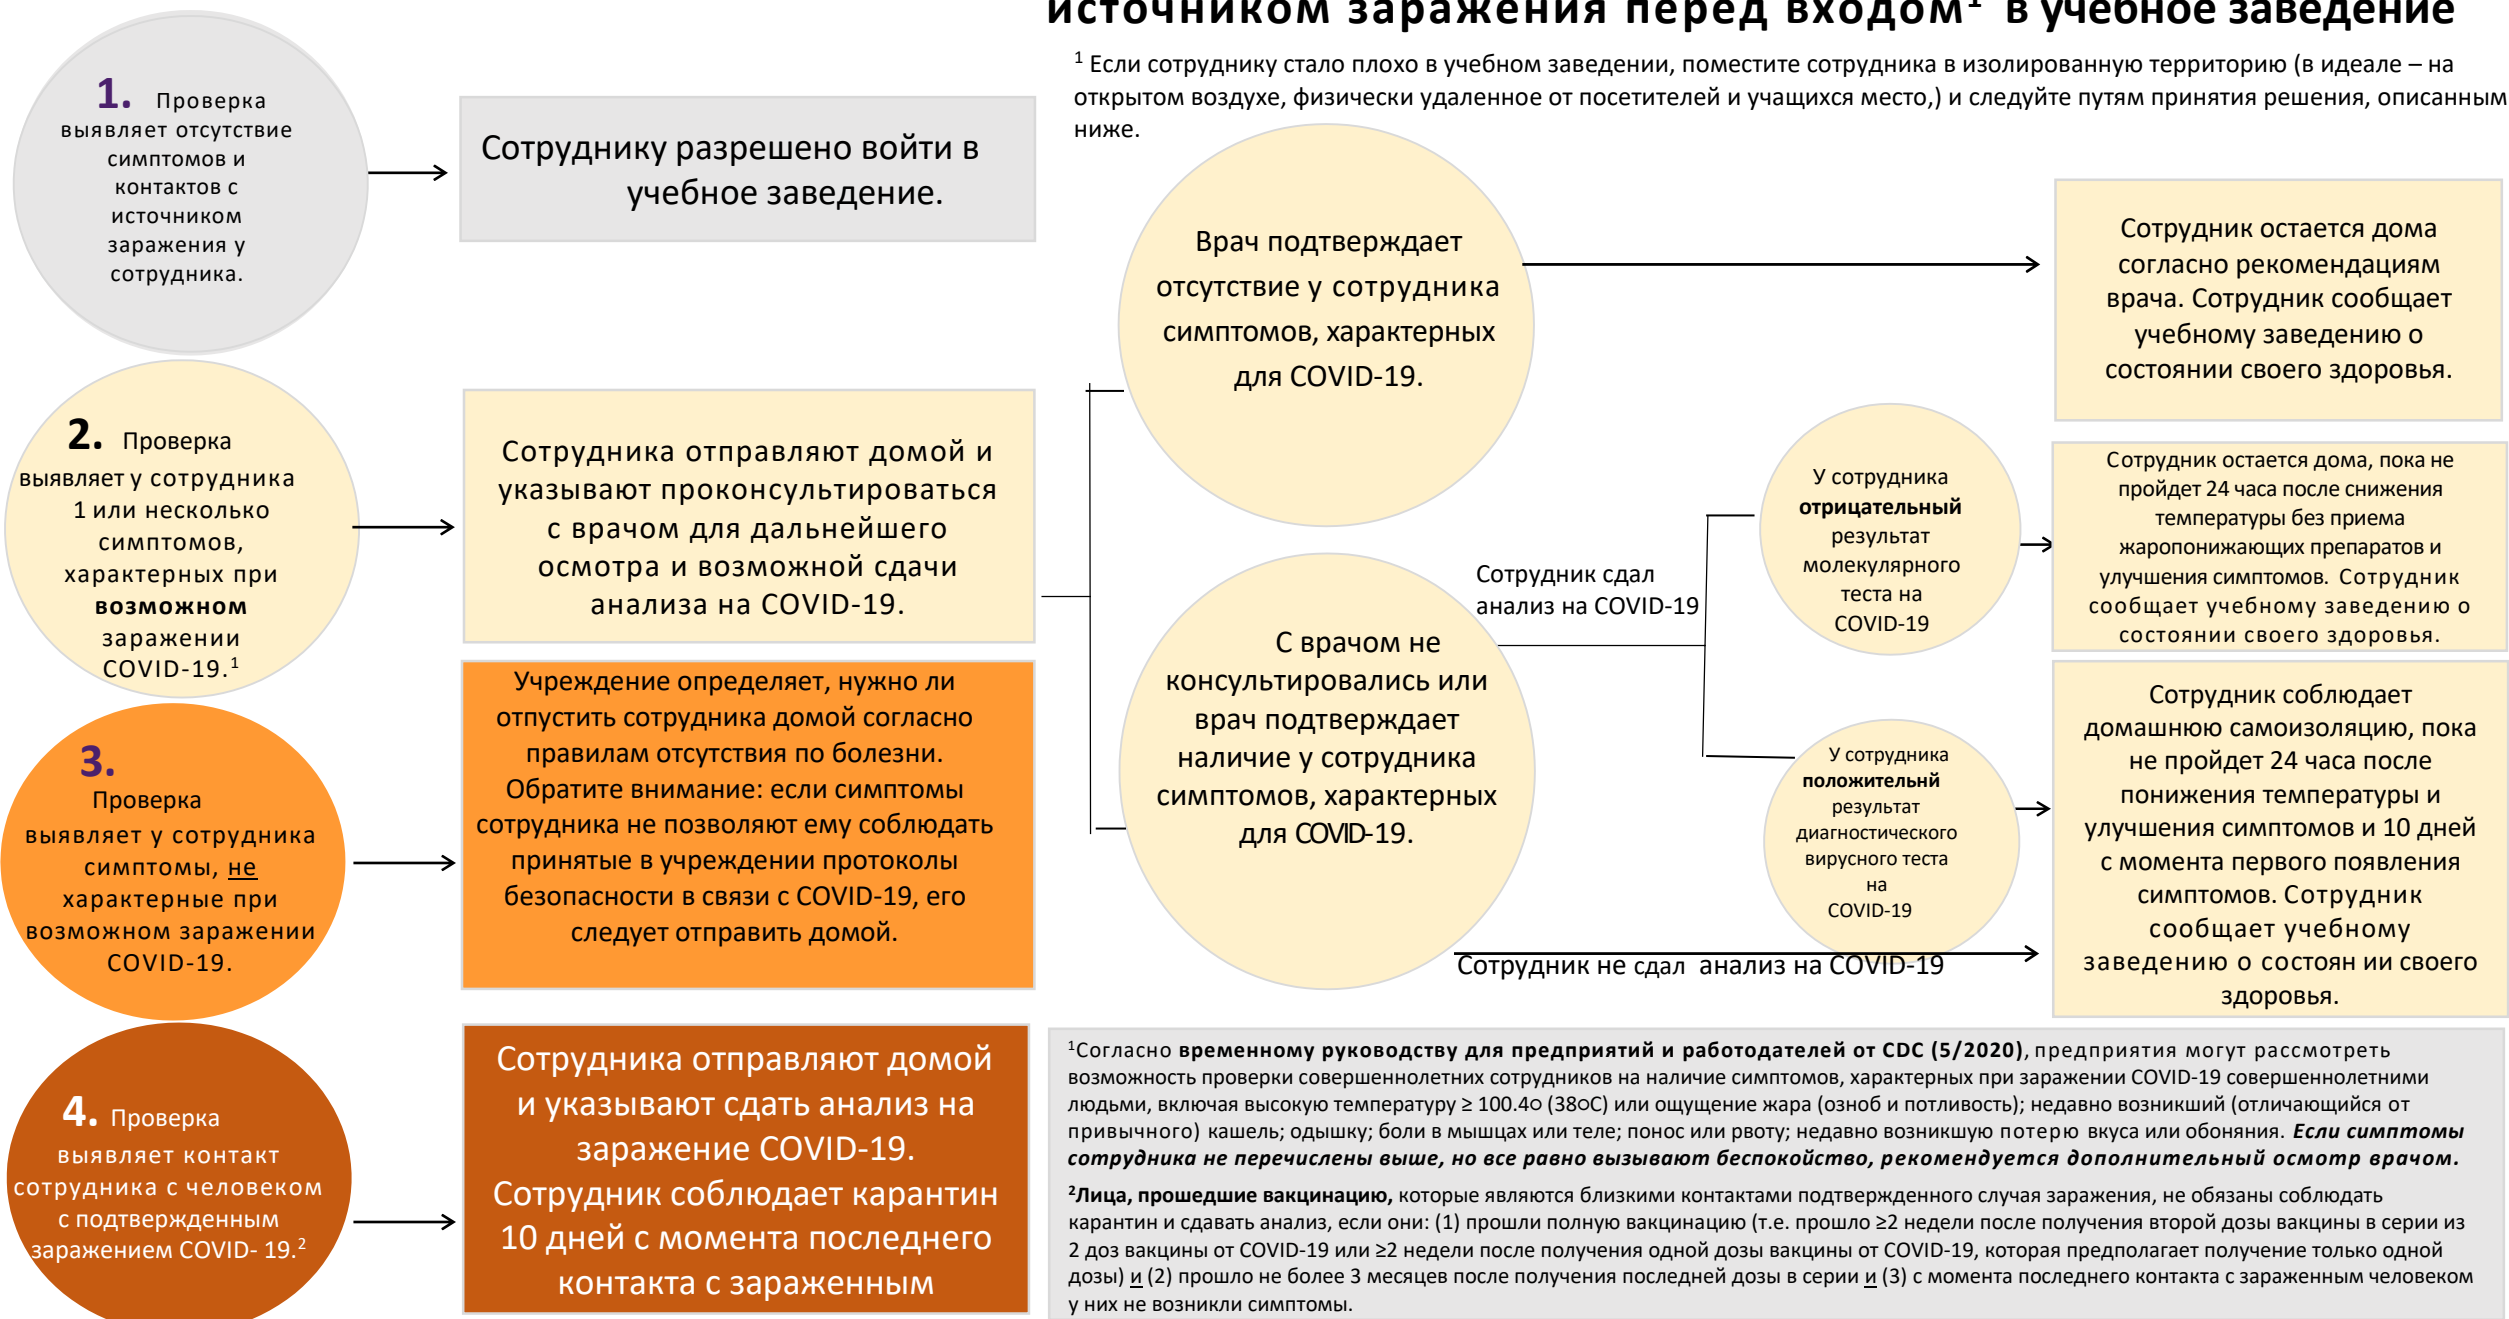 источником заражения перед входом¹ в учебное заведение
¹ Если сотруднику стало плохо в учебном заведении, поместите сотрудника в изолированную территорию (в идеале – на
открытом воздухе, физически удаленное от посетителей и учащихся место,) и следуйте путям принятия решения, описанным
ниже.
1. Проверка
выявляет отсутствие
симптомов и
контактов с
источником
заражения у
сотрудника.
Сотруднику разрешено войти в
учебное заведение.
2. Проверка
выявляет у сотрудника
1 или несколько
симптомов,
характерных при
возможном
заражении
COVID-19.¹
Сотрудника отправляют домой и
указывают проконсультироваться
с врачом для дальнейшего
осмотра и возможной сдачи
анализа на COVID-19.
Врач подтверждает
отсутствие у сотрудника
симптомов, характерных
для COVID-19.
Сотрудник остается дома
согласно рекомендациям
врача. Сотрудник сообщает
учебному заведению о
состоянии своего здоровья.
С врачом не
консультировались или
врач подтверждает
наличие у сотрудника
симптомов, характерных
для COVID-19.
Сотрудник сдал
анализ на COVID-19
У сотрудника
отрицательный
результат
молекулярного
теста на
COVID-19
Сотрудник остается дома, пока не
пройдет 24 часа после снижения
температуры без приема
жаропонижающих препаратов и
улучшения симптомов. Сотрудник
сообщает учебному заведению о
состоянии своего здоровья.
У сотрудника
положительнй
результат
диагностического
вирусного теста
на
COVID-19
Сотрудник соблюдает
домашнюю самоизоляцию, пока
не пройдет 24 часа после
понижения температуры и
улучшения симптомов и 10 дней
с момента первого появления
симптомов. Сотрудник
сообщает учебному
заведению о состоян ии своего
здоровья.
Сотрудник не сдал анализ на COVID-19
3.
Проверка
выявляет у сотрудника
симптомы, не
характерные при
возможном заражении
COVID-19.
Учреждение определяет, нужно ли
отпустить сотрудника домой согласно
правилам отсутствия по болезни.
Обратите внимание: если симптомы
сотрудника не позволяют ему соблюдать
принятые в учреждении протоколы
безопасности в связи с COVID-19, его
следует отправить домой.
4. Проверка
выявляет контакт
сотрудника с человеком
с подтвержденным
заражением COVID- 19.²
Сотрудника отправляют домой
и указывают сдать анализ на
заражение COVID-19.
Сотрудник соблюдает карантин
10 дней с момента последнего
контакта с зараженным
¹Согласно временному руководству для предприятий и работодателей от CDC (5/2020), предприятия могут рассмотреть
возможность проверки совершеннолетних сотрудников на наличие симптомов, характерных при заражении COVID-19 совершеннолетними
людьми, включая высокую температуру ≥ 100.4○ (38○C) или ощущение жара (озноб и потливость); недавно возникший (отличающийся от
привычного) кашель; одышку; боли в мышцах или теле; понос или рвоту; недавно возникшую потерю вкуса или обоняния. Если симптомы
сотрудника не перечислены выше, но все равно вызывают беспокойство, рекомендуется дополнительный осмотр врачом.
²Лица, прошедшие вакцинацию, которые являются близкими контактами подтвержденного случая заражения, не обязаны соблюдать
карантин и сдавать анализ, если они: (1) прошли полную вакцинацию (т.е. прошло ≥2 недели после получения второй дозы вакцины в серии из
2 доз вакцины от COVID-19 или ≥2 недели после получения одной дозы вакцины от COVID-19, которая предполагает получение только одной
дозы) и (2) прошло не более 3 месяцев после получения последней дозы в серии и (3) с момента последнего контакта с зараженным человеком
у них не возникли симптомы.